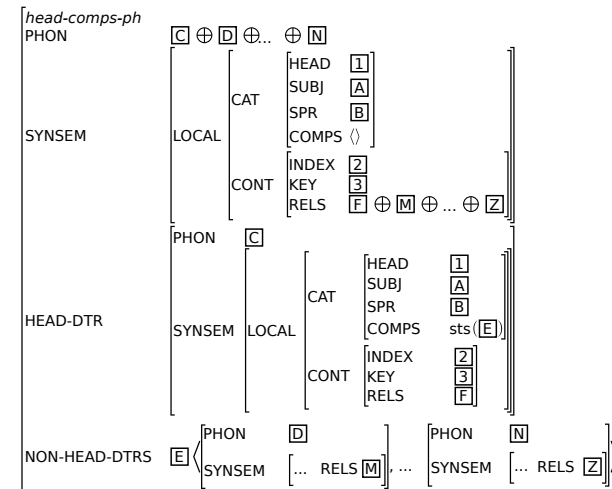 head-comps-ph
PHON C ⊕ D ⊕... ⊕ N
HEAD 1
SUBJ A
CAT
SPR B
SYNSEM LOCAL COMPS ⟨⟩
INDEX 2
CONT KEY 3
RELS F ⊕ M ⊕ ... ⊕ Z
PHON C
HEAD 1
SUBJ A
CAT
SPR B
HEAD-DTR
SYNSEM LOCAL COMPS sts(E)
INDEX 2
CONT KEY 3
RELS F
PHON D PHON N
NON-HEAD-DTRS E ⟨ , ... ,
SYNSEM [... RELS M] SYNSEM [... RELS Z]